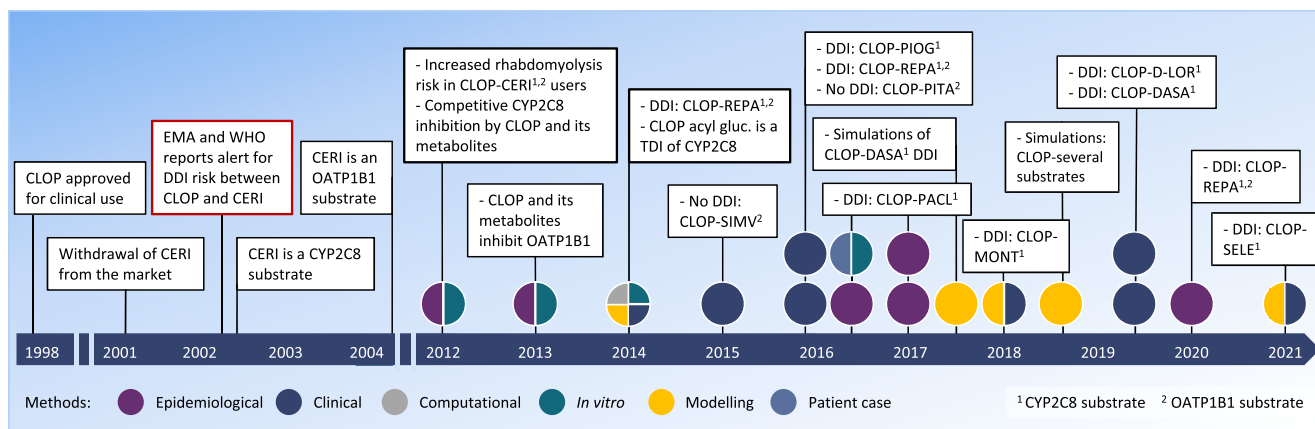 CLOP approved
for clinical use
Withdrawal of CERI
from the market
EMA and WHO
reports alert for
DDI risk between
CLOP and CERI
CERI is a CYP2C8
substrate
CERI is an
OATP1B1
substrate
- Increased rhabdomyolysis
risk in CLOP-CERI¹,² users
- Competitive CYP2C8
inhibition by CLOP and its
metabolites
- CLOP and its
metabolites
inhibit OATP1B1
- DDI: CLOP-REPA¹,²
- CLOP acyl gluc. is a
TDI of CYP2C8
- No DDI:
CLOP-SIMV²
- DDI: CLOP-PIOG¹
- DDI: CLOP-REPA¹,²
- No DDI: CLOP-PITA²
- Simulations of
CLOP-DASA¹ DDI
- DDI: CLOP-PACL¹
- DDI: CLOP-
MONT¹
- Simulations:
CLOP-several
substrates
- DDI: CLOP-D-LOR¹
- DDI: CLOP-DASA¹
- DDI: CLOP-
REPA¹,²
- DDI: CLOP-
SELE¹
1998 2001 2002 2003 2004 2012 2013 2014 2015 2016 2017 2018 2019 2020 2021
Methods: Epidemiological Clinical Computational In vitro Modelling Patient case ¹ CYP2C8 substrate ² OATP1B1 substrate